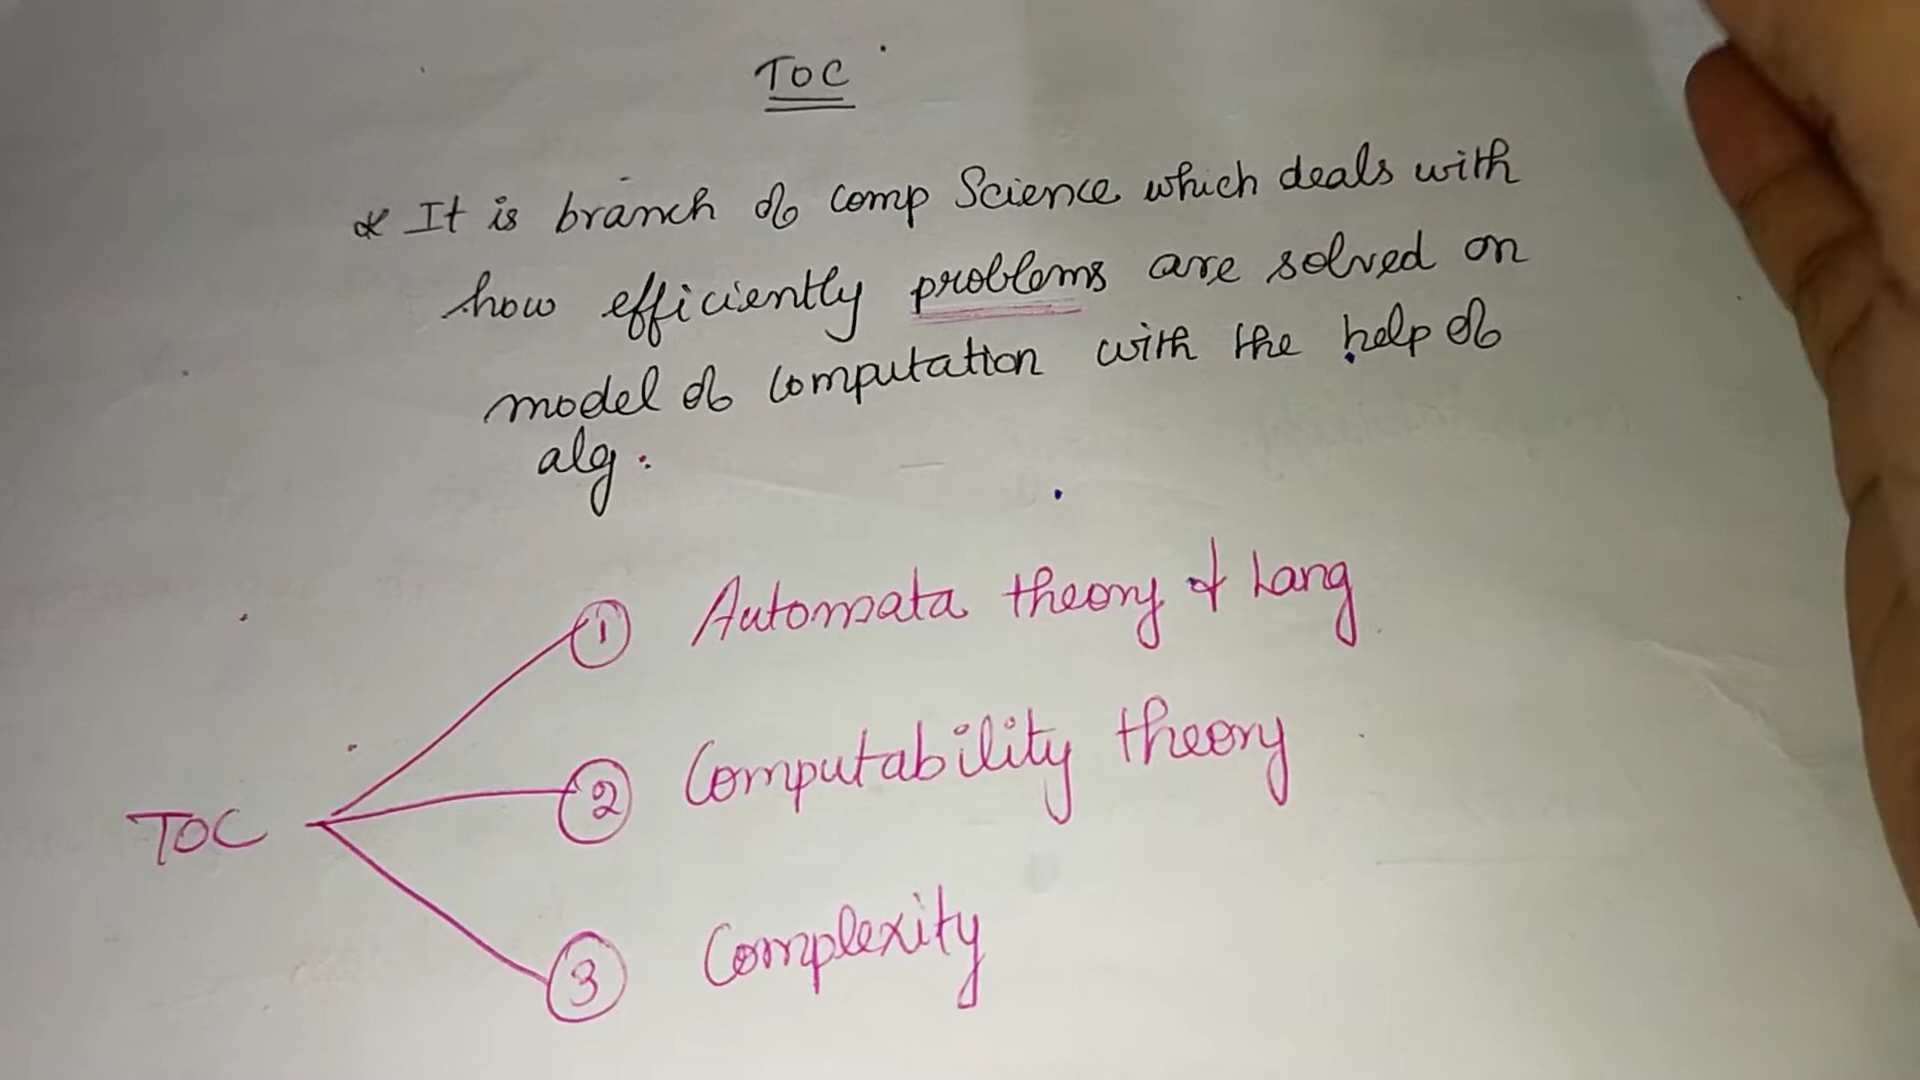 TOC
* It is branch of comp Science which deals with
how efficiently problems are solved on
model of computation with the help of
alg.
TOC
① Automata theory & Lang
② Computability theory
③ Complexity